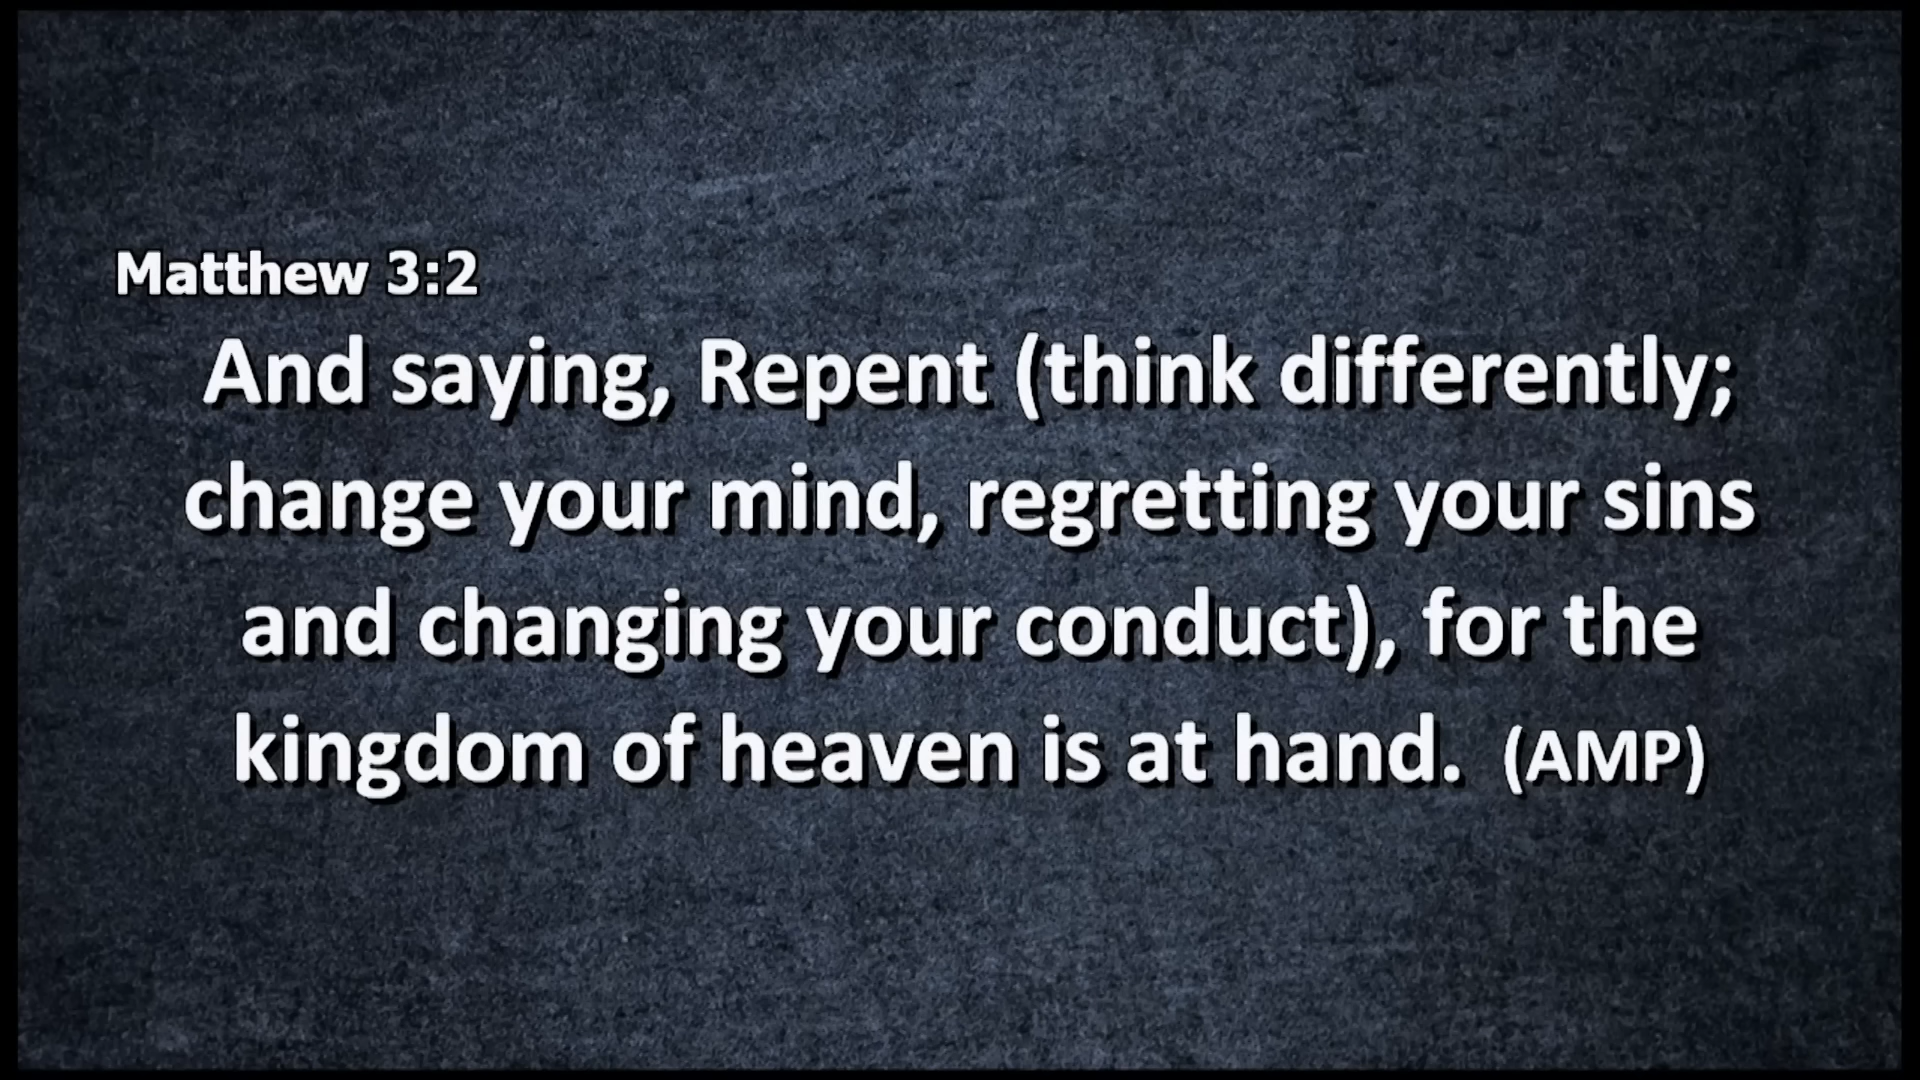 Matthew 3:2
And saying, Repent (think differently;
change your mind, regretting your sins
and changing your conduct), for the
kingdom of heaven is at hand. (AMP)